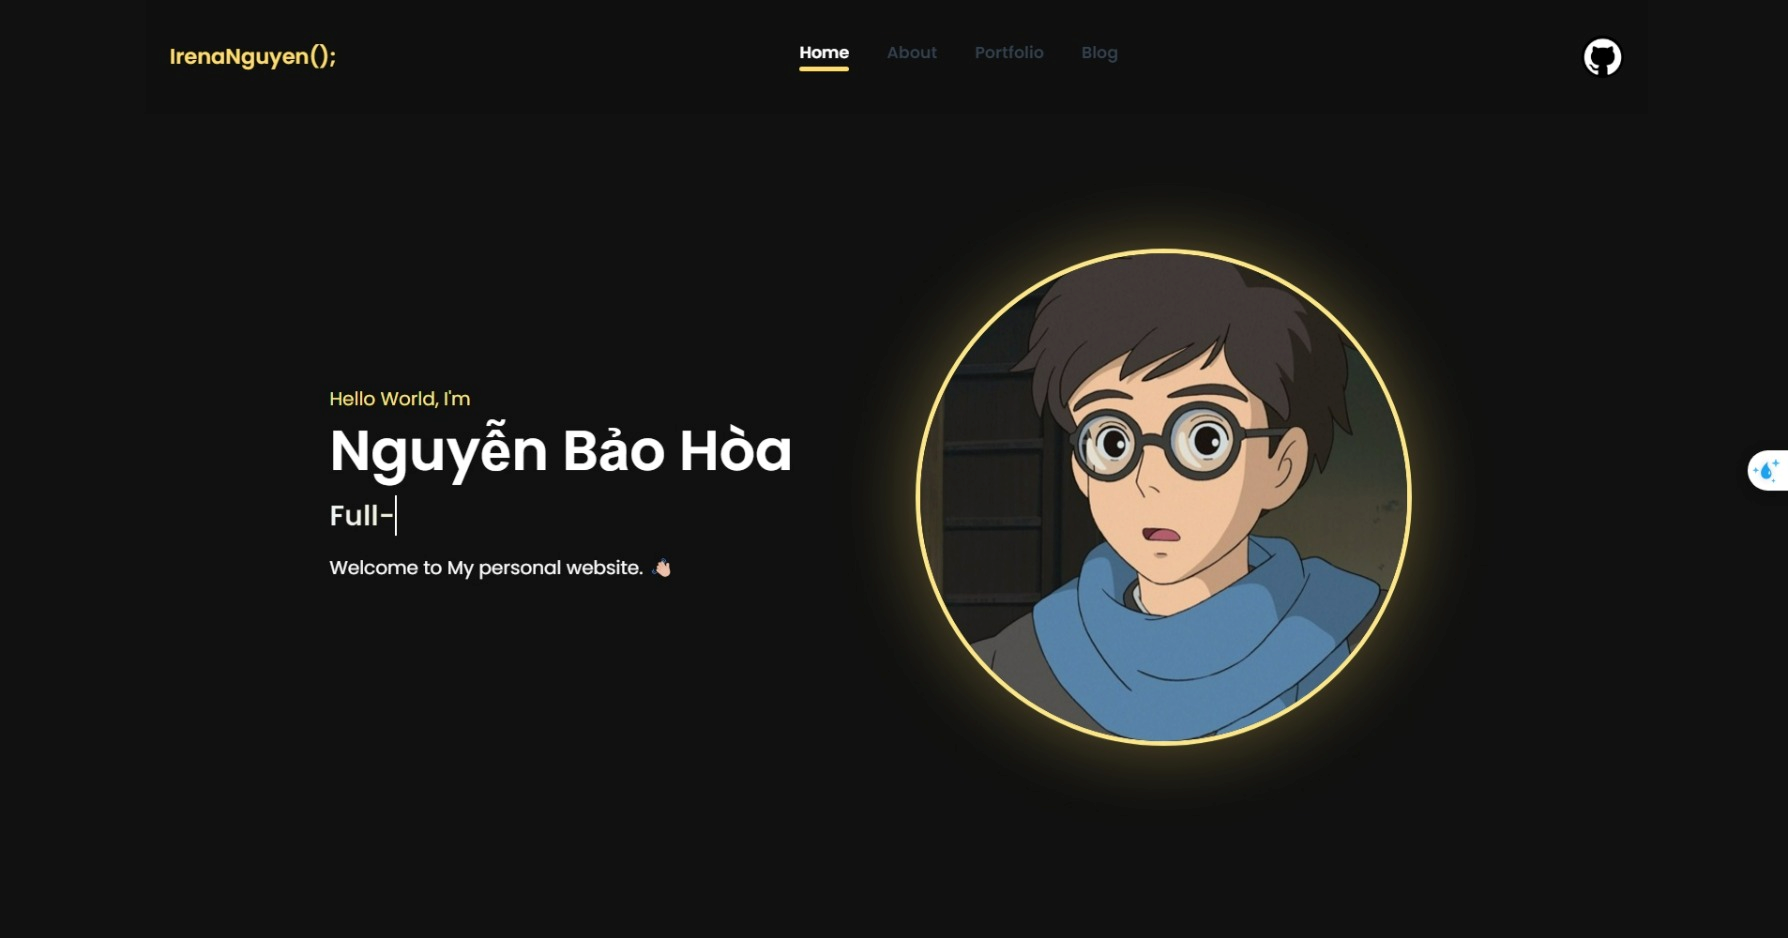 IrenaNguyen();
Home About Portfolio Blog
Hello World, I'm
Nguyễn Bảo Hòa
Full-
Welcome to My personal website. 👋🏻